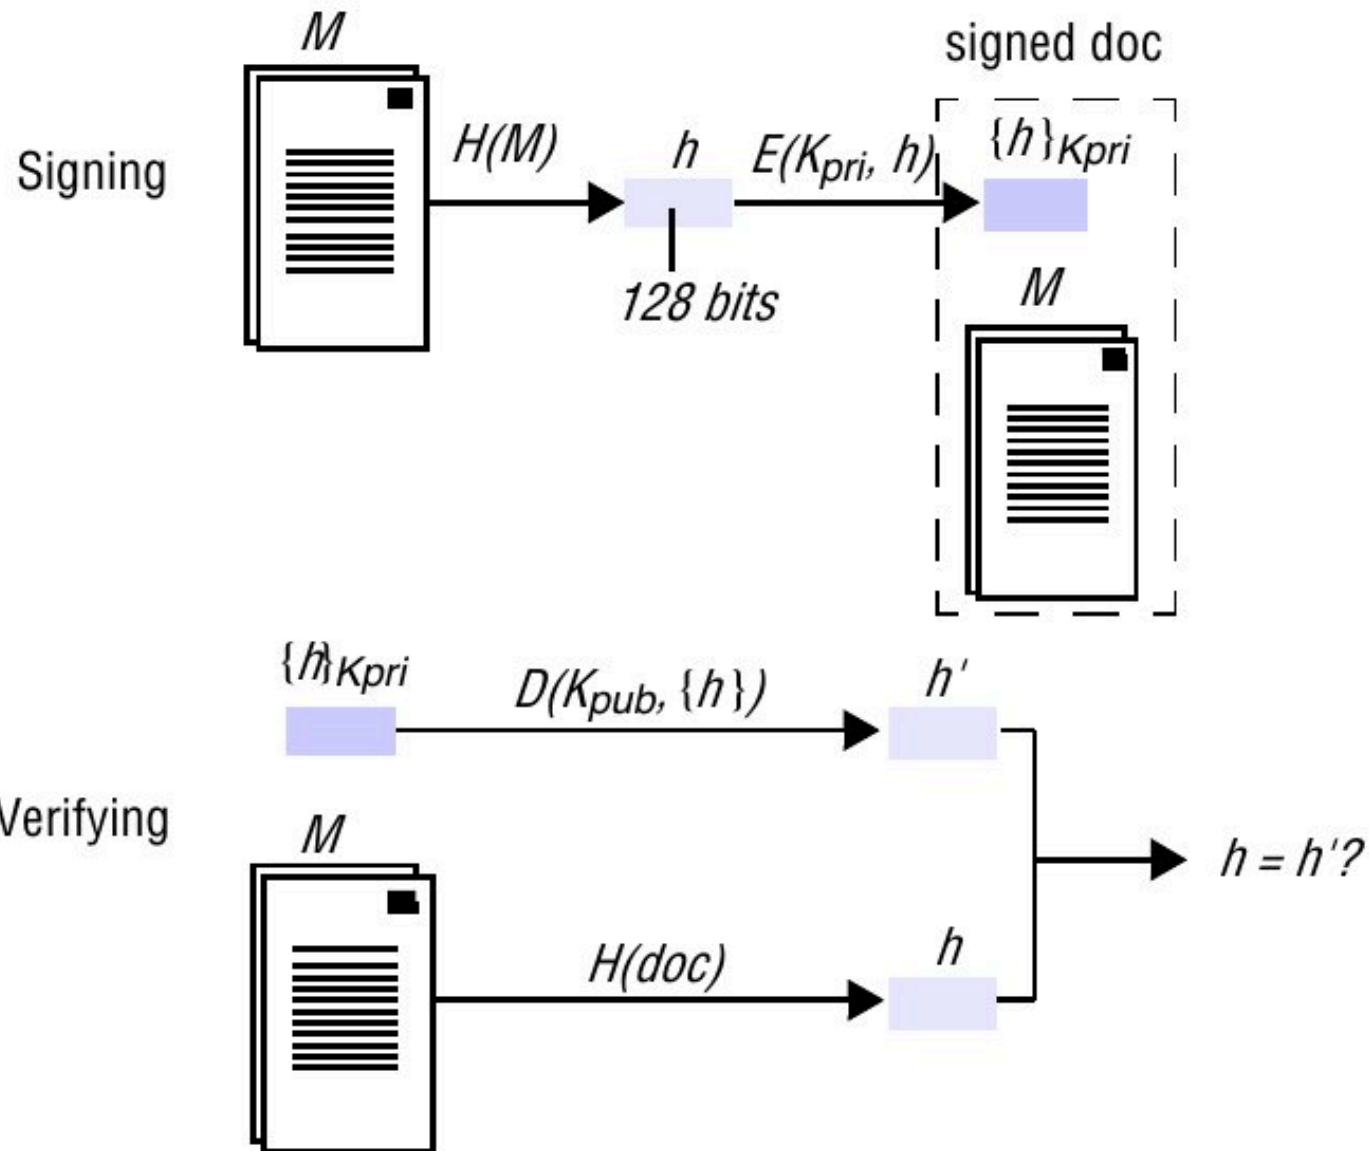 M
signed doc
Signing
H(M)
h
E(Kpri, h)
{h}Kpri
128 bits
M
{h}Kpri
D(Kpub, {h})
h'
Verifying
M
h = h'?
H(doc)
h